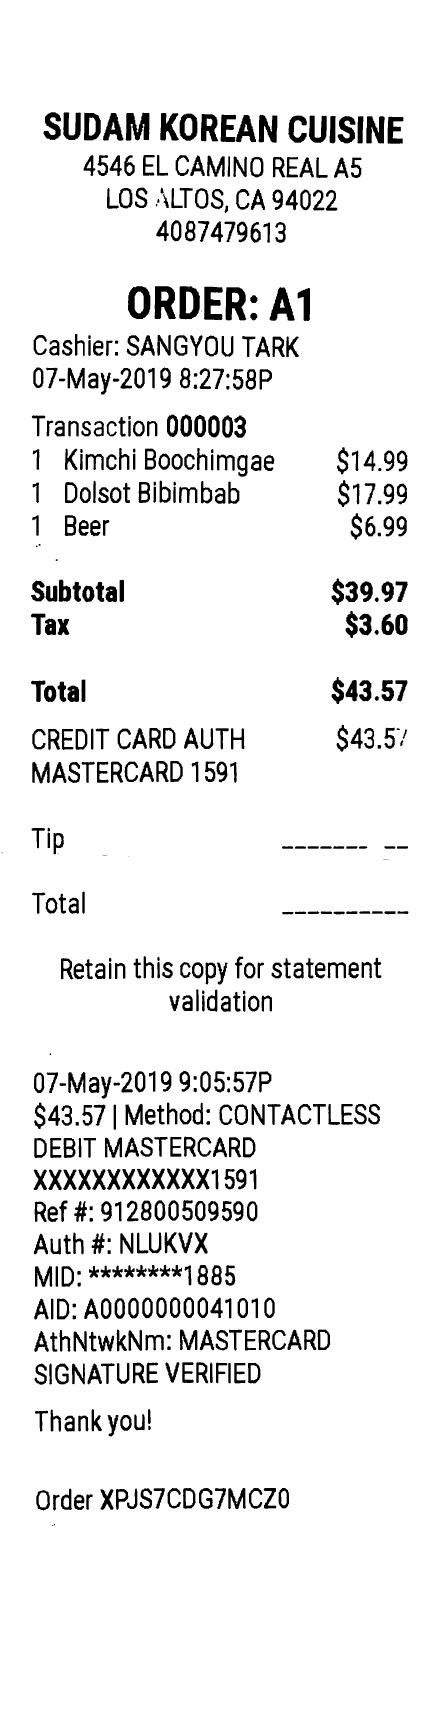 SUDAM KOREAN CUISINE
4546 EL CAMINO REAL A5
LOS ALTOS, CA 94022
4087479613
ORDER: A1
Cashier: SANGYOU TARK
07-May-2019 8:27:58P
Transaction 000003
1 Kimchi Boochimgae $14.99
1 Dolsot Bibimbab $17.99
1 Beer $6.99
Subtotal $39.97
Tax $3.60
Total $43.57
CREDIT CARD AUTH $43.57
MASTERCARD 1591
Tip _______ __
Total __________
Retain this copy for statement
validation
07-May-2019 9:05:57P
$43.57 | Method: CONTACTLESS
DEBIT MASTERCARD
XXXXXXXXXXXX1591
Ref #: 912800509590
Auth #: NLUKVX
MID: ********1885
AID: A0000000041010
AthNtwkNm: MASTERCARD
SIGNATURE VERIFIED
Thank you!
Order XPJS7CDG7MCZ0